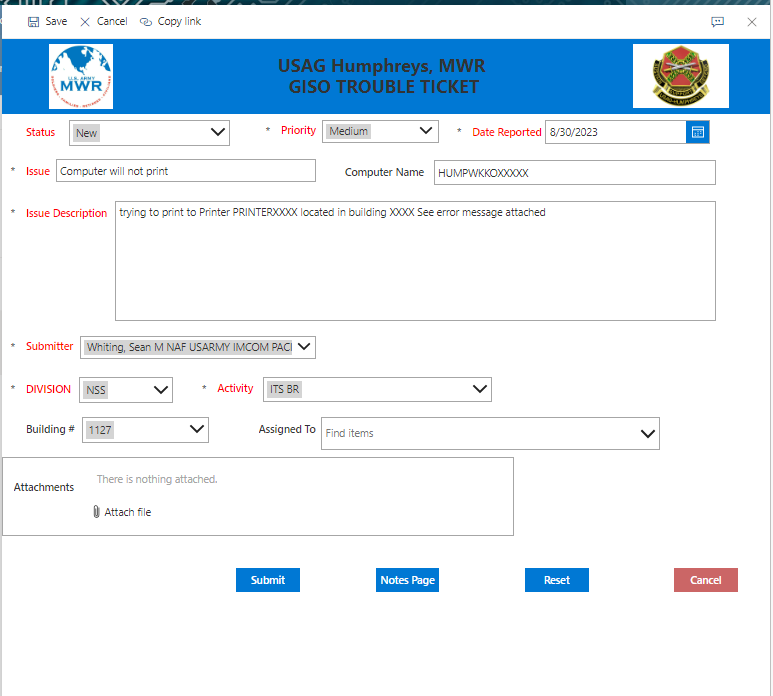 Save Cancel Copy link
U.S. ARMY
MWR
USAG Humphreys, MWR
GISO TROUBLE TICKET
Status New * Priority Medium * Date Reported 8/30/2023
* Issue Computer will not print Computer Name HUMPWKKOXXXXX
* Issue Description trying to print to Printer PRINTERXXXX located in building XXXX See error message attached
* Submitter Whiting, Sean M NAF USARMY IMCOM PACI
* DIVISION NSS * Activity ITS BR
Building # 1127 Assigned To Find items
There is nothing attached.
Attachments
Attach file
Submit Notes Page Reset Cancel